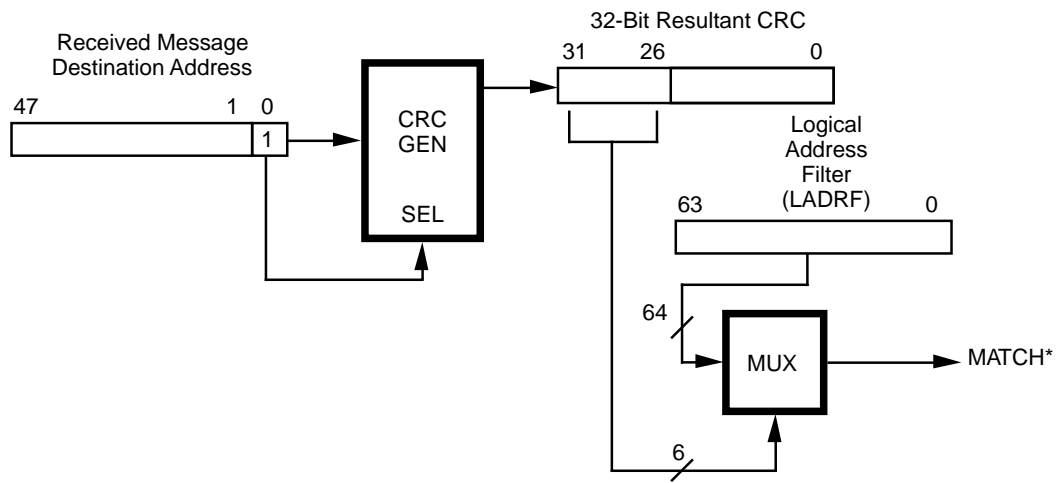 32-Bit Resultant CRC
Received Message
Destination Address
31 26 0
47 1 0
1
CRC
GEN
SEL
Logical
Address
Filter
(LADRF)
63 0
64
MUX
MATCH*
6